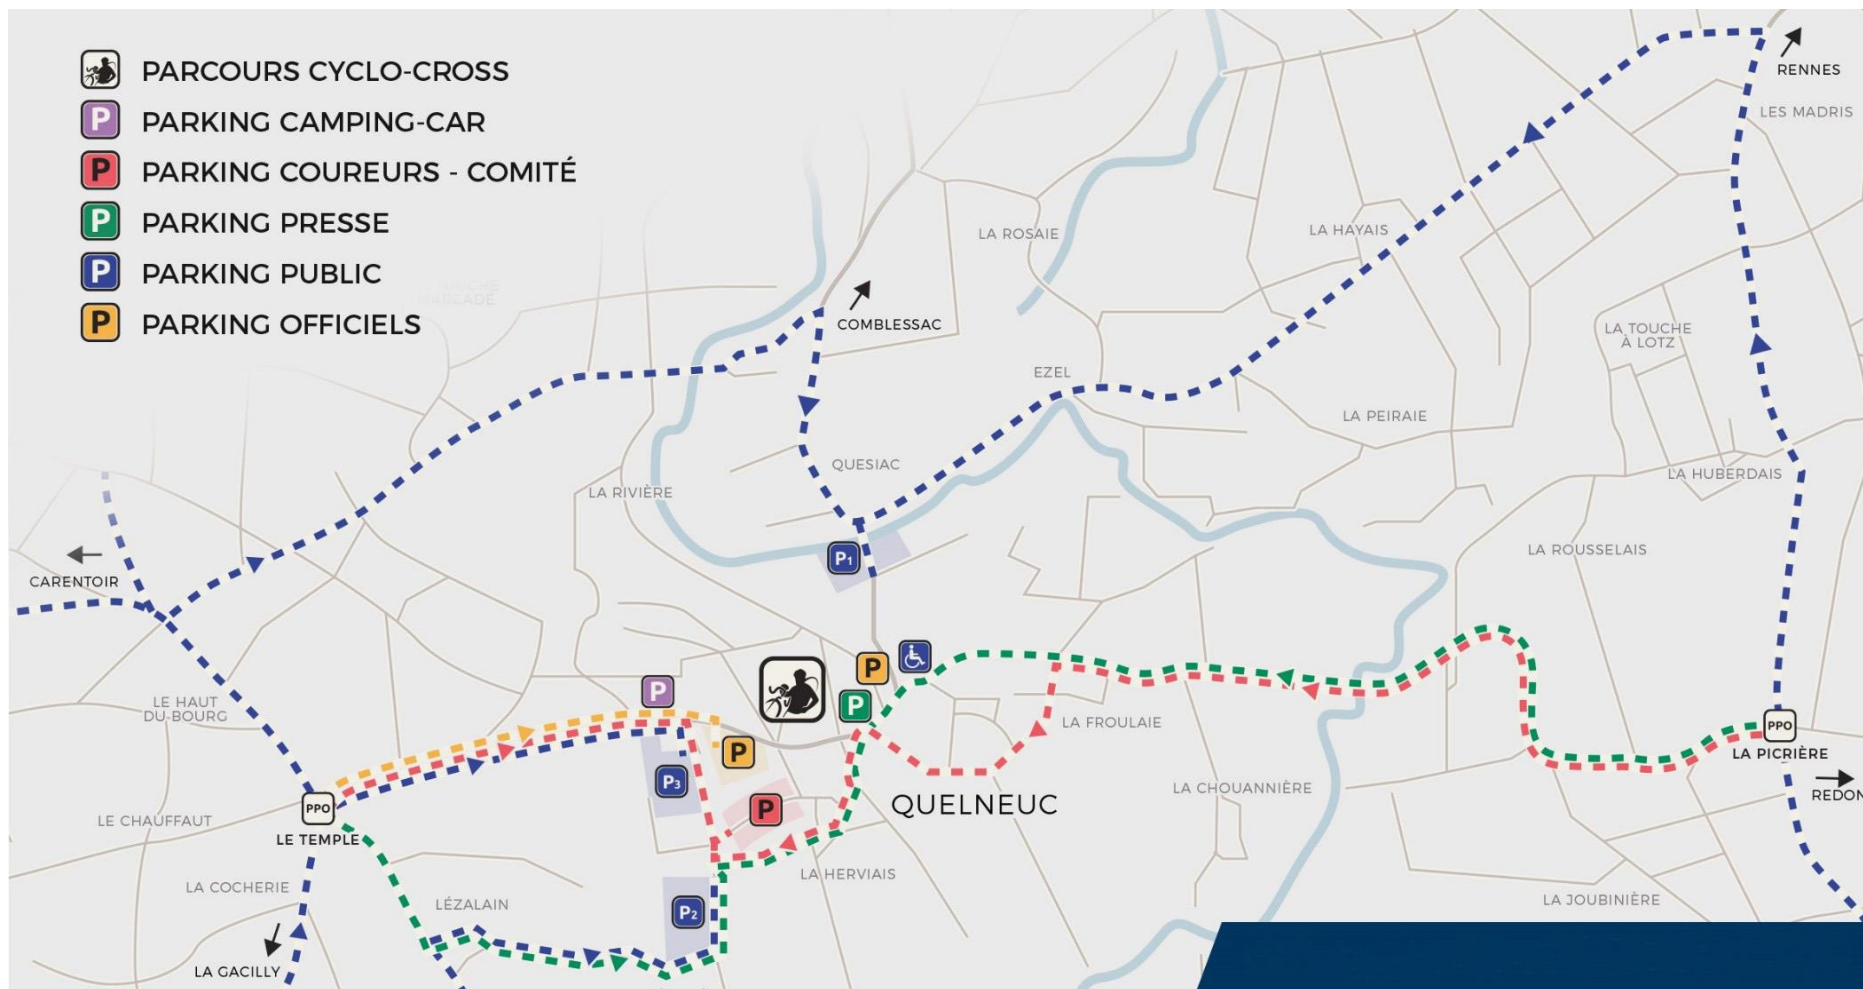 PARCOURS CYCLO-CROSS
P PARKING CAMPING-CAR
P PARKING COUREURS - COMITÉ
P PARKING PRESSE
P PARKING PUBLIC
P PARKING OFFICIELS
RENNES
LES MADRIS
LA ROSAIE
LA HAYAIS
COMBLESSAC
LA TOUCHE
À LOTZ
EZEL
LA PEIRAIE
QUESIAC
LA HUBERDAIS
LA RIVIÈRE
LA ROUSSELAIS
P1
CARENTOIR
P
P
P
LE HAUT
DU BOURG
LA FROULAIE
PPO
LA PICRIÈRE
P
P3
REDON
LA CHOUANNIÈRE
PPO
P
QUELNEUC
LE CHAUFFAUT
LE TEMPLE
LA HERVIAIS
LA COCHERIE
LÉZALAIN
P2
LA JOUBINIÈRE
LA GACILLY